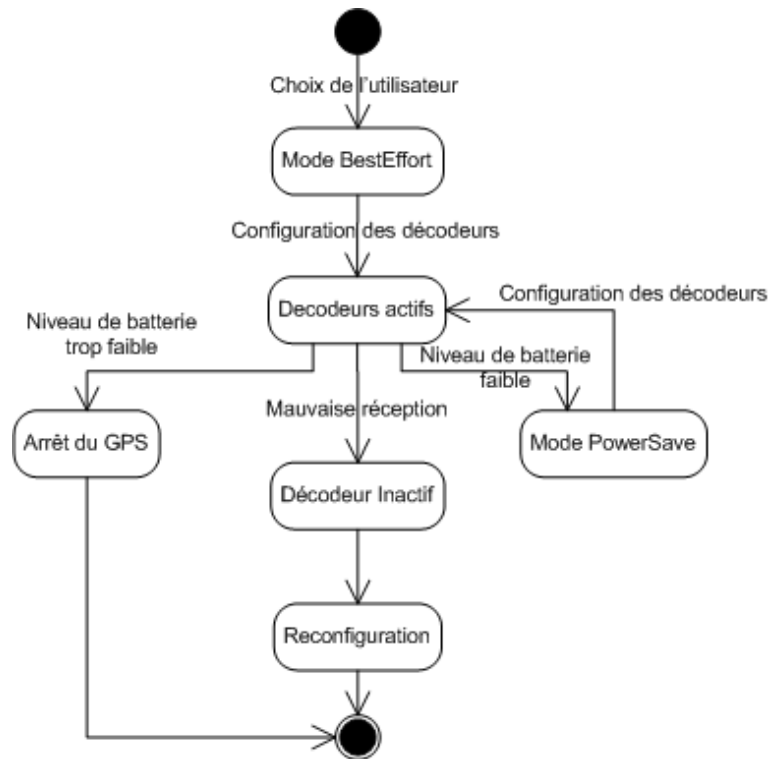 Choix de l'utilisateur
Mode BestEffort
Configuration des décodeurs
Decodeurs actifs
Configuration des décodeurs
Niveau de batterie
trop faible
Niveau de batterie
faible
Mauvaise réception
Arrêt du GPS
Mode PowerSave
Décodeur Inactif
Reconfiguration